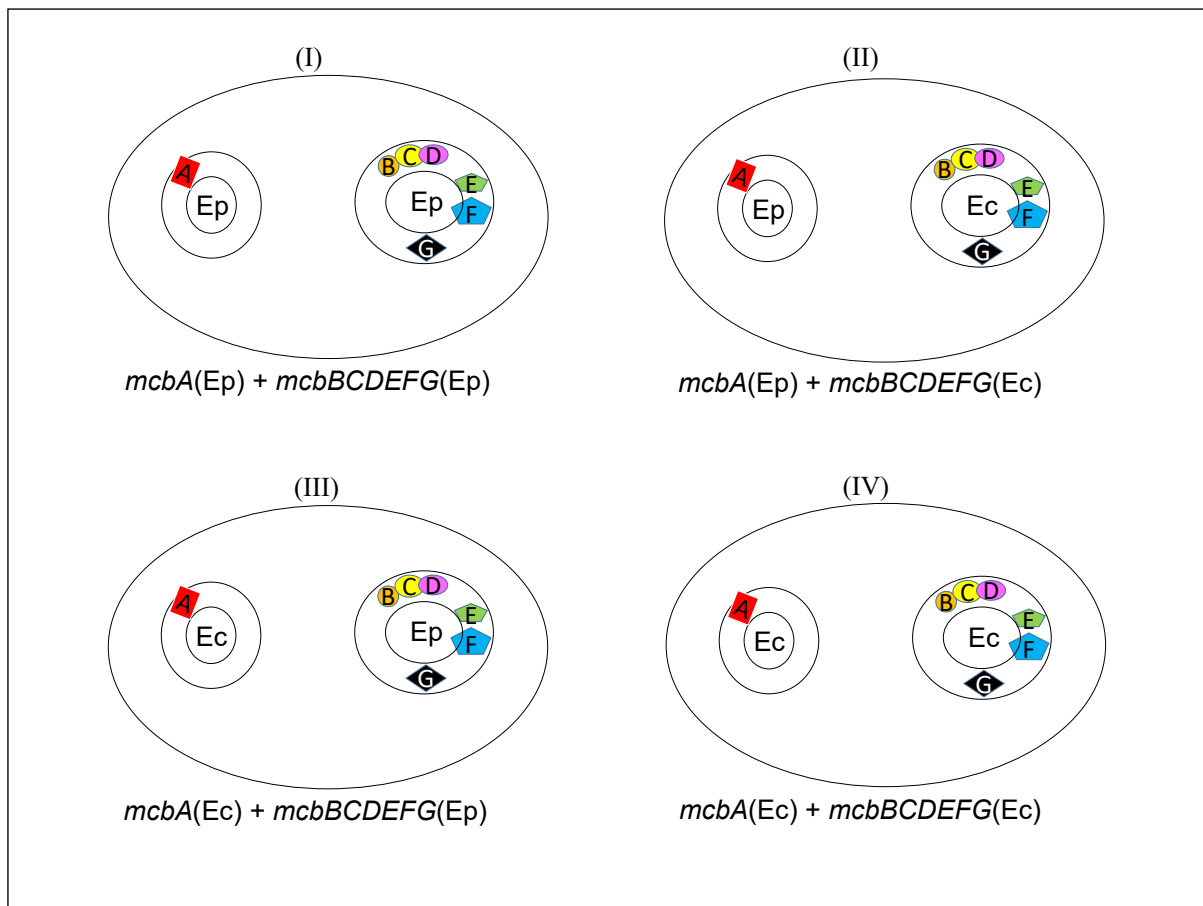 (I) (II)
A B C D E F G Ep Ep
A B C D E F G Ep Ec
mcbA(Ep) + mcbBCDEFG(Ep)
mcbA(Ep) + mcbBCDEFG(Ec)
(III) (IV)
A B C D E F G Ec Ep
A B C D E F G Ec Ec
mcbA(Ec) + mcbBCDEFG(Ep)
mcbA(Ec) + mcbBCDEFG(Ec)